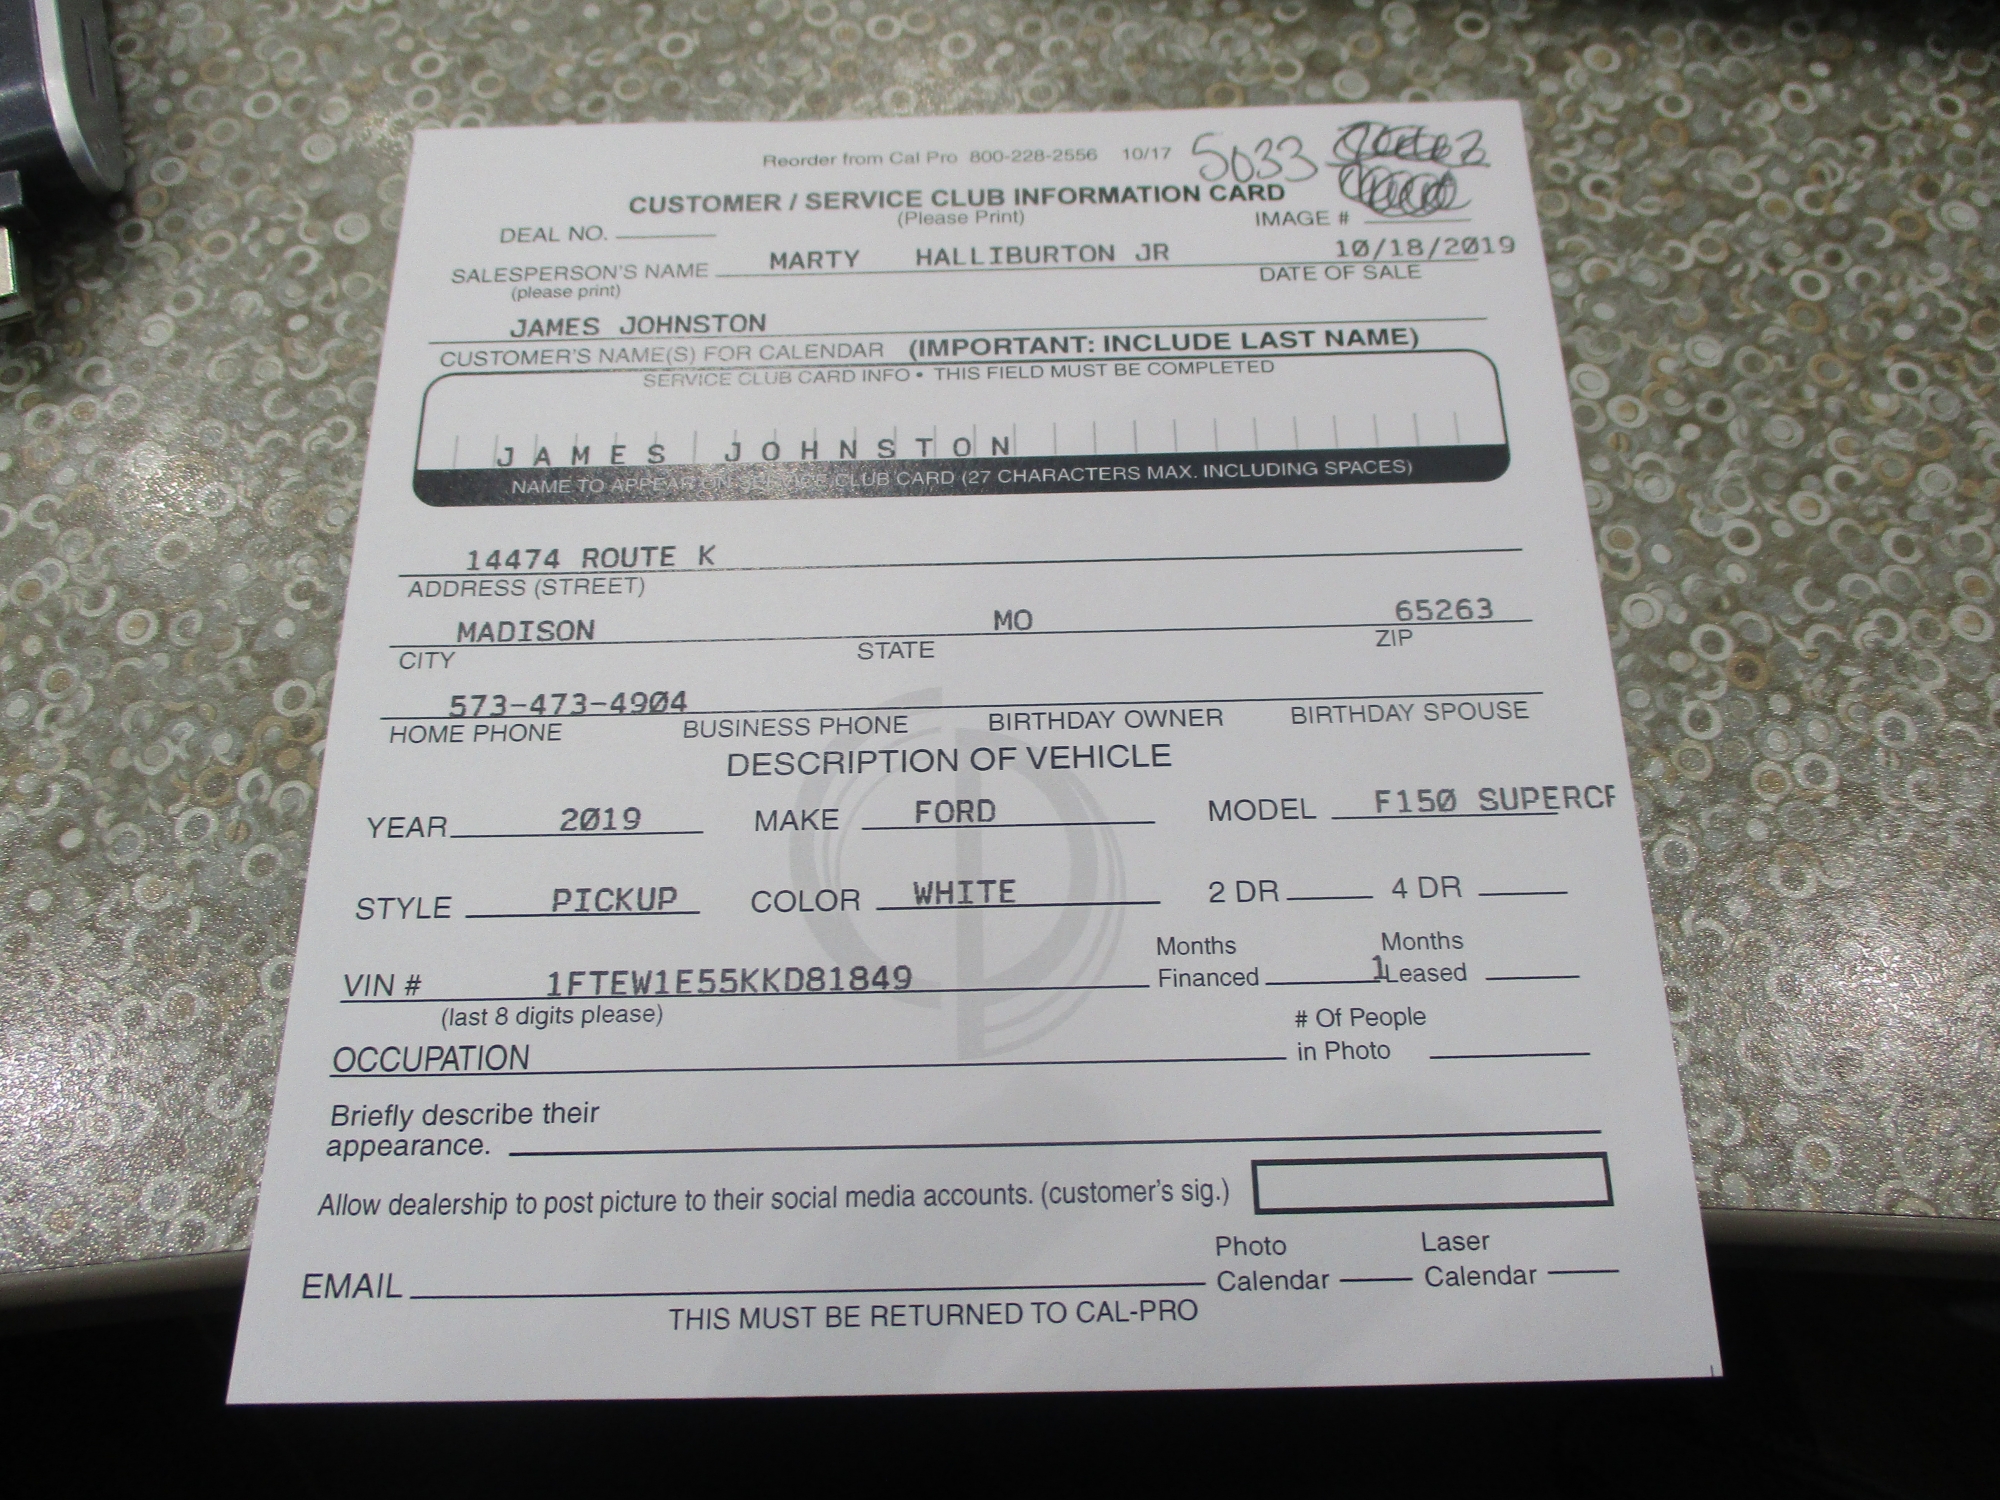 Reorder from Cal Pro 800-228-2556 10/17 5033
CUSTOMER / SERVICE CLUB INFORMATION CARD
(Please Print)
DEAL NO. IMAGE #
SALESPERSON'S NAME MARTY HALLIBURTON JR 10/18/2019
(please print) DATE OF SALE
JAMES JOHNSTON
CUSTOMER'S NAME(S) FOR CALENDAR (IMPORTANT: INCLUDE LAST NAME)
SERVICE CLUB CARD INFO • THIS FIELD MUST BE COMPLETED
JAMES JOHNSTON
NAME TO APPEAR ON SERVICE CLUB CARD (27 CHARACTERS MAX. INCLUDING SPACES)
14474 ROUTE K
ADDRESS (STREET)
MADISON MO 65263
CITY STATE ZIP
573-473-4904
HOME PHONE BUSINESS PHONE BIRTHDAY OWNER BIRTHDAY SPOUSE
DESCRIPTION OF VEHICLE
YEAR 2019 MAKE FORD MODEL F150 SUPERCR
STYLE PICKUP COLOR WHITE 2 DR 4 DR
Months Months
VIN # 1FTEW1E55KKD81849 Financed 1 Leased
(last 8 digits please) # Of People
OCCUPATION in Photo
Briefly describe their
appearance.
Allow dealership to post picture to their social media accounts. (customer's sig.)
Photo Laser
EMAIL Calendar Calendar
THIS MUST BE RETURNED TO CAL-PRO